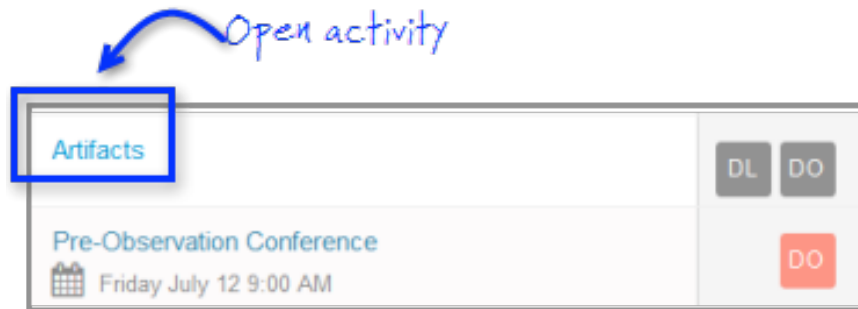 Open activity
Artifacts
DL DO
Pre-Observation Conference
DO
Friday July 12 9:00 AM